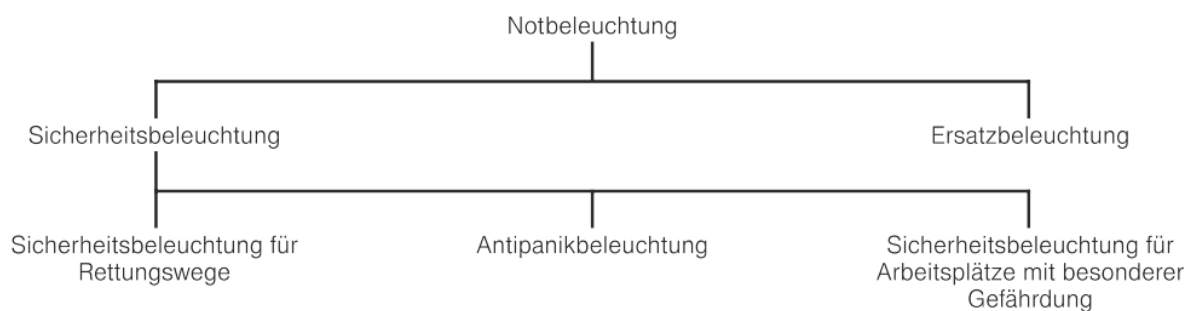 Notbeleuchtung
Sicherheitsbeleuchtung
Ersatzbeleuchtung
Sicherheitsbeleuchtung für
Rettungswege
Antipanikbeleuchtung
Sicherheitsbeleuchtung für
Arbeitsplätze mit besonderer
Gefährdung